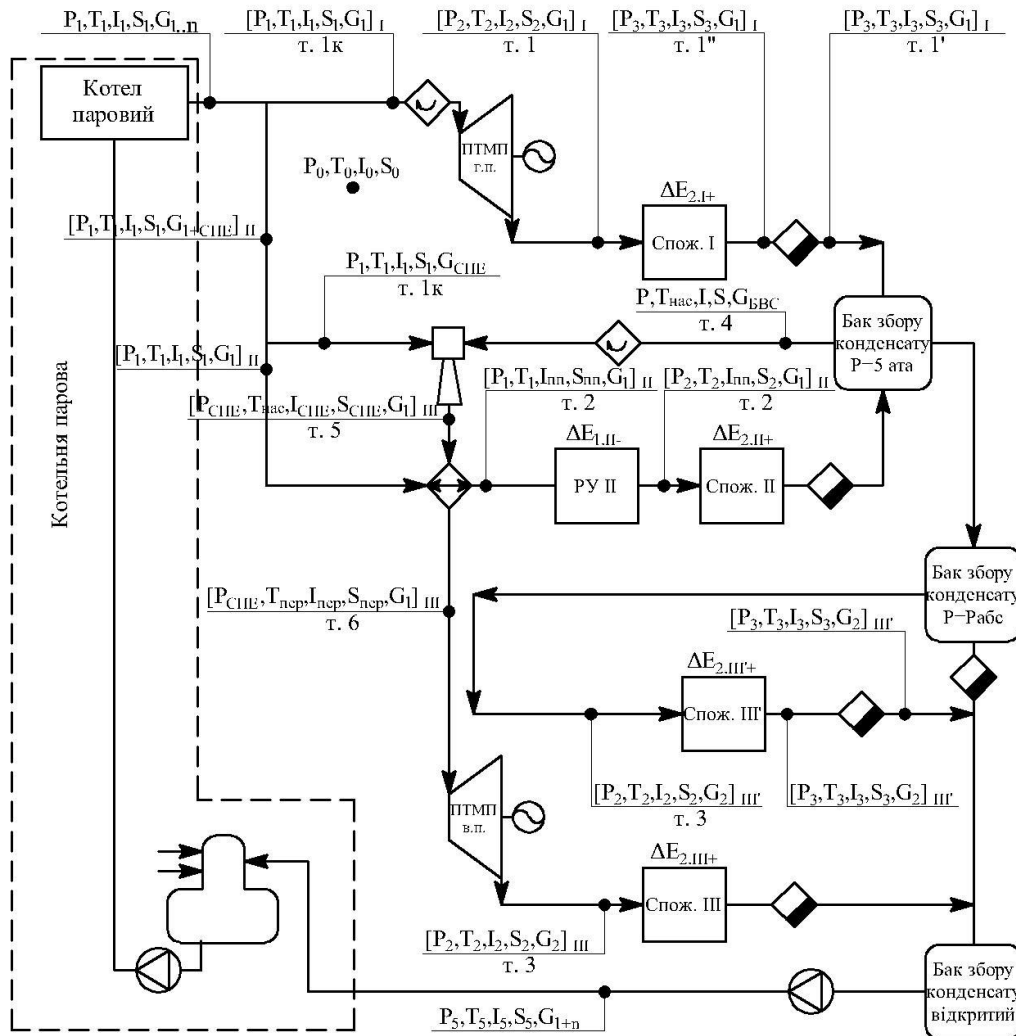 P₁,T₁,I₁,S₁,G₁..n
[P₁,T₁,I₁,S₁,G₁] I
т. 1к
[P₂,T₂,I₂,S₂,G₁] I
т. 1
[P₃,T₃,I₃,S₃,G₁] I
т. 1"
[P₃,T₃,I₃,S₃,G₁] I
т. 1'
Котел
паровий
ПТМП
г.п.
P₀,T₀,I₀,S₀
ΔE₂.I+
Спож. I
[P₁,T₁,I₁,S₁,G₁₊СПЕ] II
P₁,T₁,I₁,S₁,GСПЕ
т. 1к
P,Tнас,I,S,GБВС
т. 4
Бак збору
конденсату
P=5 ата
[P₁,T₁,I₁,S₁,G₁] II
[PСПЕ,Tнас,IСПЕ,SСПЕ,G₁] III
т. 5
[P₁,T₁,Iпп,Sпп,G₁] II
т. 2
[P₂,T₂,Iпп,S₂,G₁] II
т. 2
ΔE₁.II-
РУ II
ΔE₂.II+
Спож. II
Котельня парова
[PСПЕ,Tпер,Iпер,Sпер,G₁] III
т. 6
Бак збору
конденсату
P=Pабс
[P₃,T₃,I₃,S₃,G₂] III'
ΔE₂.III'+
Спож. III'
[P₂,T₂,I₂,S₂,G₂] III'
т. 3
[P₃,T₃,I₃,S₃,G₂] III'
ПТМП
в.п.
ΔE₂.III+
Спож. III
[P₂,T₂,I₂,S₂,G₂] III
т. 3
Бак збору
конденсату
відкритий
P₅,T₅,I₅,S₅,G₁₊n